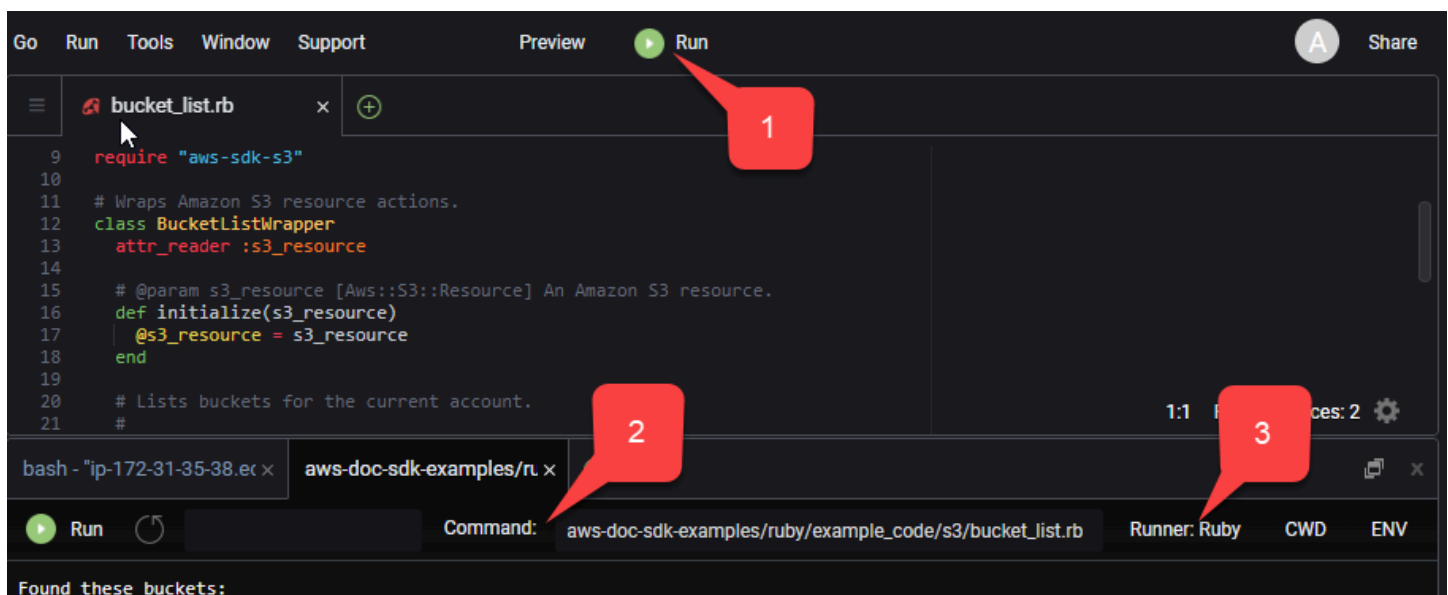 Go Run Tools Window Support Preview Run A Share
bucket_list.rb
1
9 require "aws-sdk-s3"
10
11 # Wraps Amazon S3 resource actions.
12 class BucketListWrapper
13 attr_reader :s3_resource
14
15 # @param s3_resource [Aws::S3::Resource] An Amazon S3 resource.
16 def initialize(s3_resource)
17 @s3_resource = s3_resource
18 end
19
20 # Lists buckets for the current account.
21 #
1:1 ces: 2
2
3
bash - "ip-172-31-35-38.ec aws-doc-sdk-examples/ru
Run Command: aws-doc-sdk-examples/ruby/example_code/s3/bucket_list.rb Runner: Ruby CWD ENV
Found these buckets: